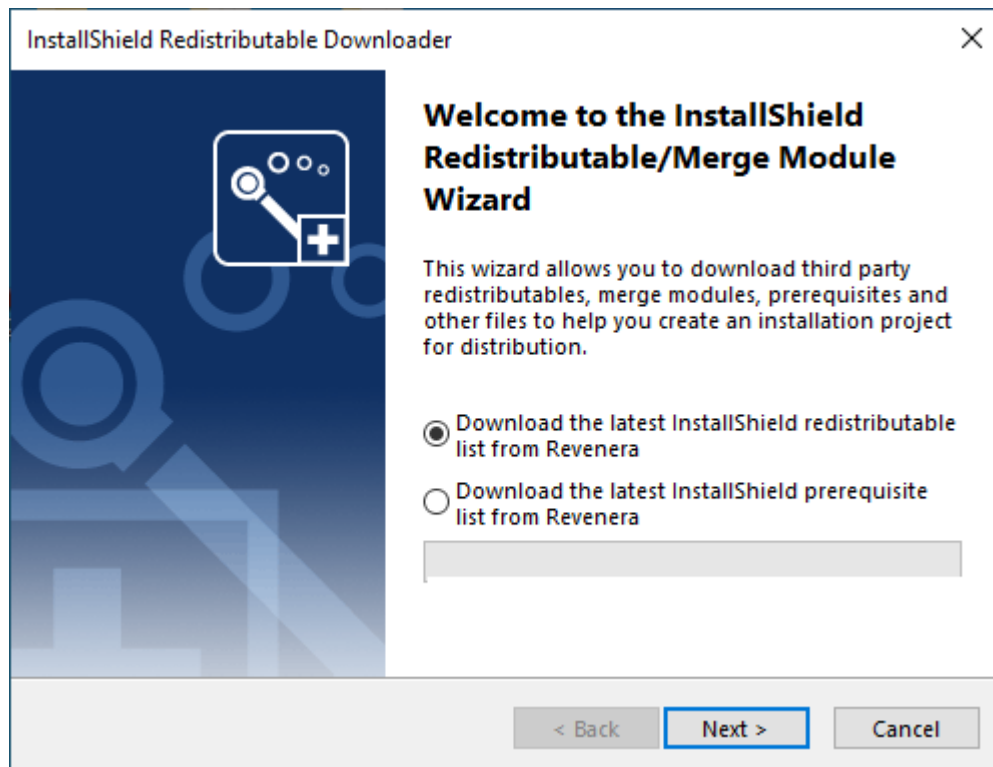 InstallShield Redistributable Downloader
Welcome to the InstallShield
Redistributable/Merge Module
Wizard
This wizard allows you to download third party
redistributables, merge modules, prerequisites and
other files to help you create an installation project
for distribution.
Download the latest InstallShield redistributable
list from Revenera
Download the latest InstallShield prerequisite
list from Revenera
< Back
Next >
Cancel